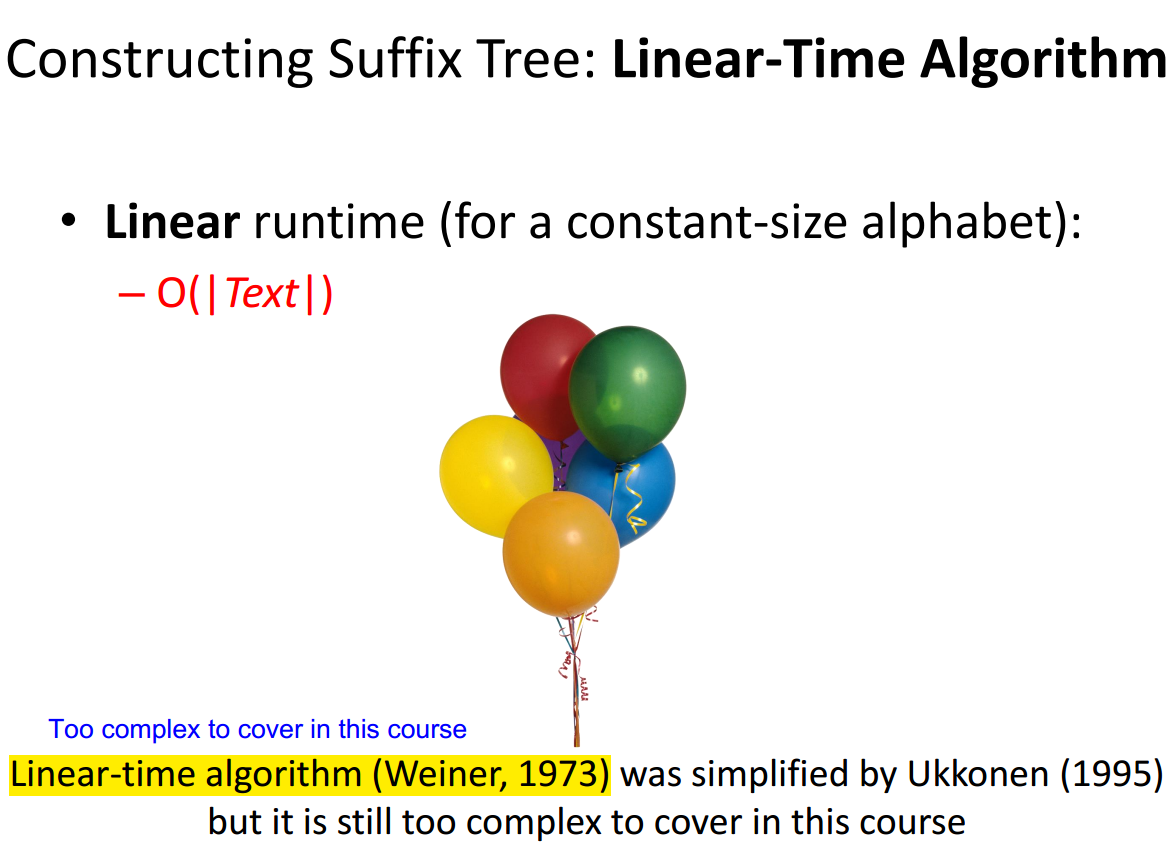 Constructing Suffix Tree: Linear-Time Algorithm
• Linear runtime (for a constant-size alphabet):
– O(|Text|)
Too complex to cover in this course
Linear-time algorithm (Weiner, 1973) was simplified by Ukkonen (1995)
but it is still too complex to cover in this course